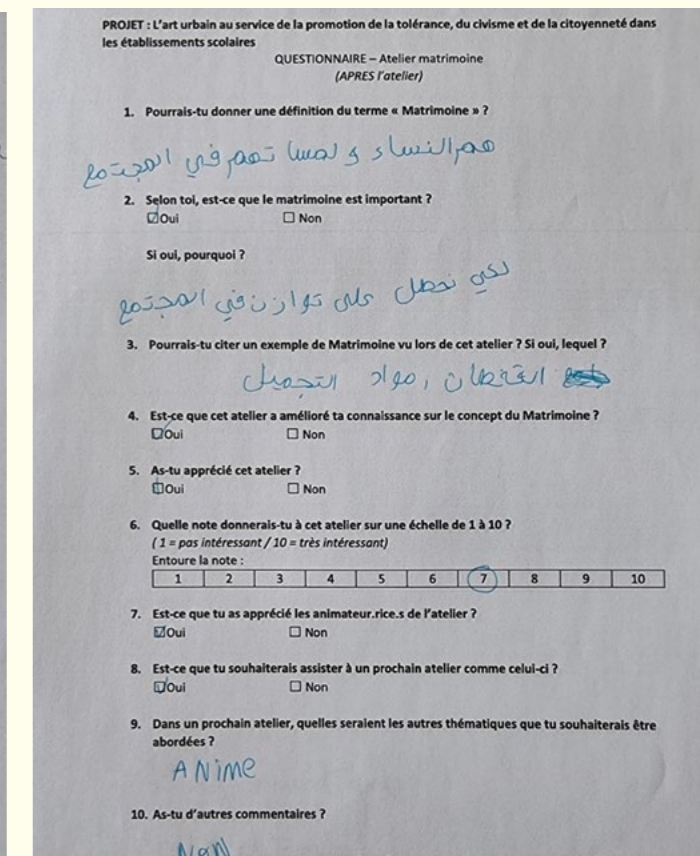 PROJET : L'art urbain au service de la promotion de la tolérance, du civisme et de la citoyenneté dans
les établissements scolaires
QUESTIONNAIRE – Atelier matrimoine
(APRES l'atelier)
1. Pourrais-tu donner une définition du terme « Matrimoine » ?
هم النساء و لمساتهم في المجتمع
2. Selon toi, est-ce que le matrimoine est important ?
☑Oui ☐ Non
Si oui, pourquoi ?
لكي نحصل على توازن في المجتمع
3. Pourrais-tu citer un exemple de Matrimoine vu lors de cet atelier ? Si oui, lequel ?
القفطان , مواد التجميل
4. Est-ce que cet atelier a amélioré ta connaissance sur le concept du Matrimoine ?
☑Oui ☐ Non
5. As-tu apprécié cet atelier ?
☑Oui ☐ Non
6. Quelle note donnerais-tu à cet atelier sur une échelle de 1 à 10 ?
( 1 = pas intéressant / 10 = très intéressant)
Entoure la note :
1 2 3 4 5 6 7 8 9 10
7. Est-ce que tu as apprécié les animateur.rice.s de l'atelier ?
☑Oui ☐ Non
8. Est-ce que tu souhaiterais assister à un prochain atelier comme celui-ci ?
☑Oui ☐ Non
9. Dans un prochain atelier, quelles seraient les autres thématiques que tu souhaiterais être
abordées ?
ANiMe
10. As-tu d'autres commentaires ?
Non